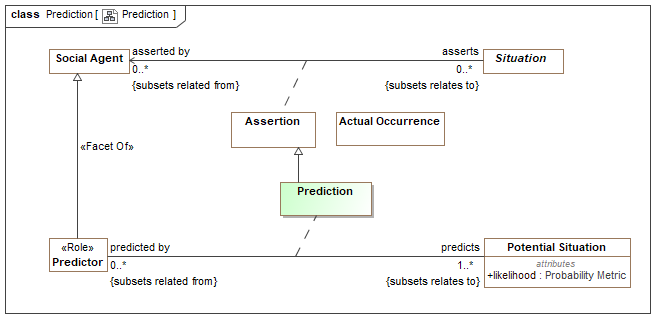 class Prediction [ Prediction ]
Social Agent
asserted by
asserts
Situation
0..*
0..*
{subsets related from}
{subsets relates to}
Assertion
Actual Occurrence
«Facet Of»
Prediction
«Role»
Predictor
predicted by
predicts
0..*
1..*
{subsets related from}
{subsets relates to}
Potential Situation
attributes
+likelihood : Probability Metric